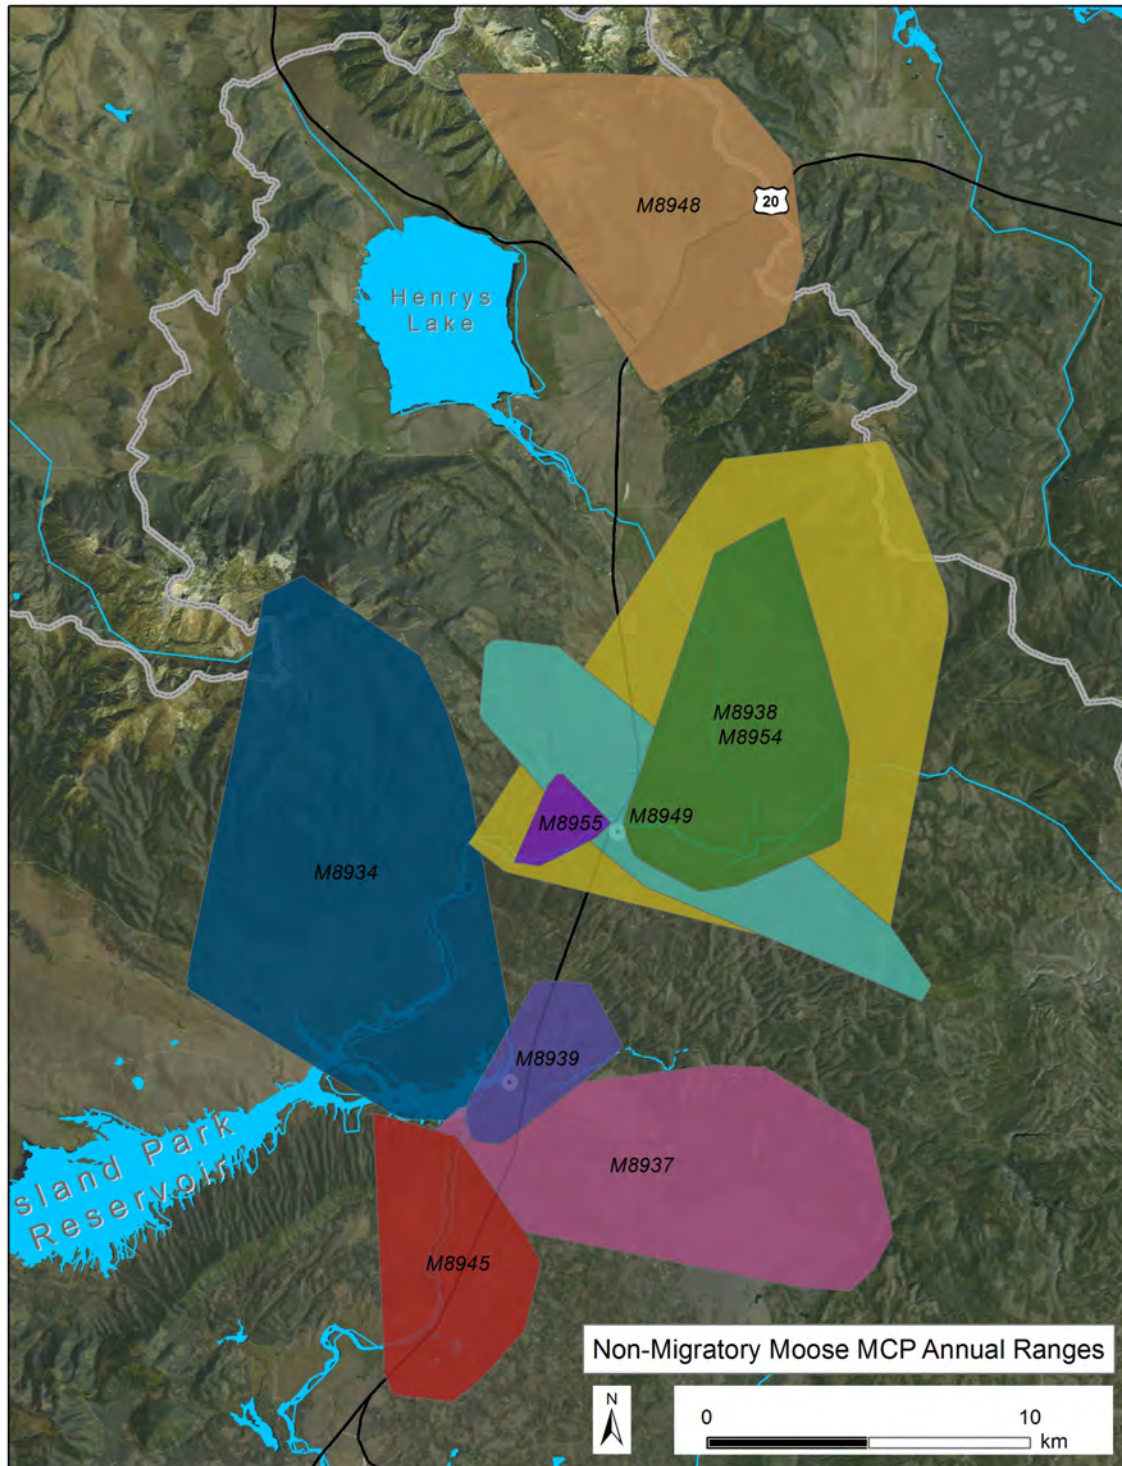 M8948
20
Henrys
Lake
M8938
M8954
M8949
M8955
M8934
M8939
sland Park
Reservoir
M8937
M8945
Non-Migratory Moose MCP Annual Ranges
N
0 10
km